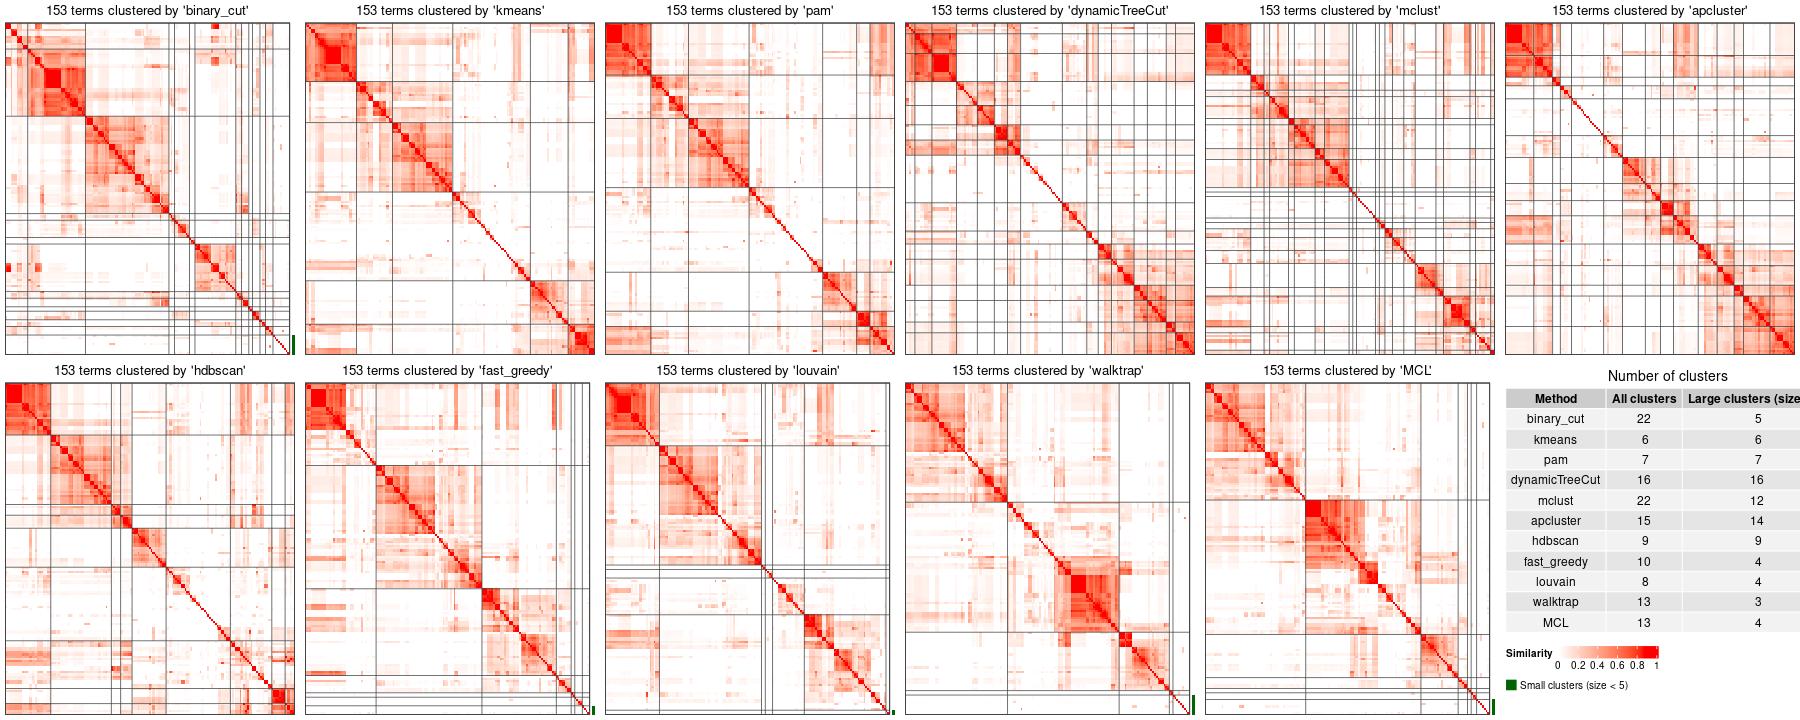 153 terms clustered by 'binary_cut'
153 terms clustered by 'kmeans'
153 terms clustered by 'pam'
153 terms clustered by 'dynamicTreeCut'
153 terms clustered by 'mclust'
153 terms clustered by 'apcluster'
153 terms clustered by 'hdbscan'
153 terms clustered by 'fast_greedy'
153 terms clustered by 'louvain'
153 terms clustered by 'walktrap'
153 terms clustered by 'MCL'
Number of clusters
Method All clusters Large clusters (size
binary_cut 22 5
kmeans 6 6
pam 7 7
dynamicTreeCut 16 16
mclust 22 12
apcluster 15 14
hdbscan 9 9
fast_greedy 10 4
louvain 8 4
walktrap 13 3
MCL 13 4
Similarity
0 0.2 0.4 0.6 0.8 1
Small clusters (size < 5)